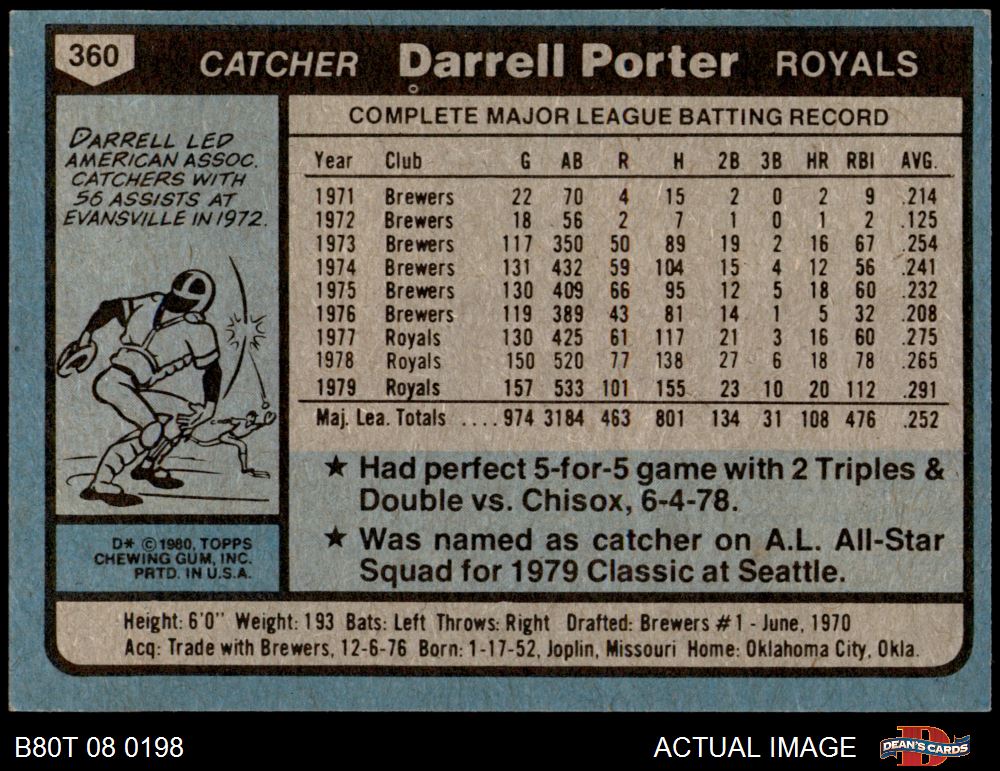 360
CATCHER Darrell Porter ROYALS
DARRELL LED
AMERICAN ASSOC.
CATCHERS WITH
56 ASSISTS AT
EVANSVILLE IN 1972.
COMPLETE MAJOR LEAGUE BATTING RECORD
Year Club G AB R H 2B 3B HR RBI AVG.
1971 Brewers 22 70 4 15 2 0 2 9 .214
1972 Brewers 18 56 2 7 1 0 1 2 .125
1973 Brewers 117 350 50 89 19 2 16 67 .254
1974 Brewers 131 432 59 104 15 4 12 56 .241
1975 Brewers 130 409 66 95 12 5 18 60 .232
1976 Brewers 119 389 43 81 14 1 5 32 .208
1977 Royals 130 425 61 117 21 3 16 60 .275
1978 Royals 150 520 77 138 27 6 18 78 .265
1979 Royals 157 533 101 155 23 10 20 112 .291
Maj. Lea. Totals .... 974 3184 463 801 134 31 108 476 .252
★ Had perfect 5-for-5 game with 2 Triples &
Double vs. Chisox, 6-4-78.
★ Was named as catcher on A.L. All-Star
Squad for 1979 Classic at Seattle.
D* © 1980, TOPPS
CHEWING GUM, INC.
PRTD. IN U.S.A.
Height: 6'0" Weight: 193 Bats: Left Throws: Right Drafted: Brewers #1 - June, 1970
Acq: Trade with Brewers, 12-6-76 Born: 1-17-52, Joplin, Missouri Home: Oklahoma City, Okla.
B80T 08 0198
ACTUAL IMAGE
DEAN'S CARDS